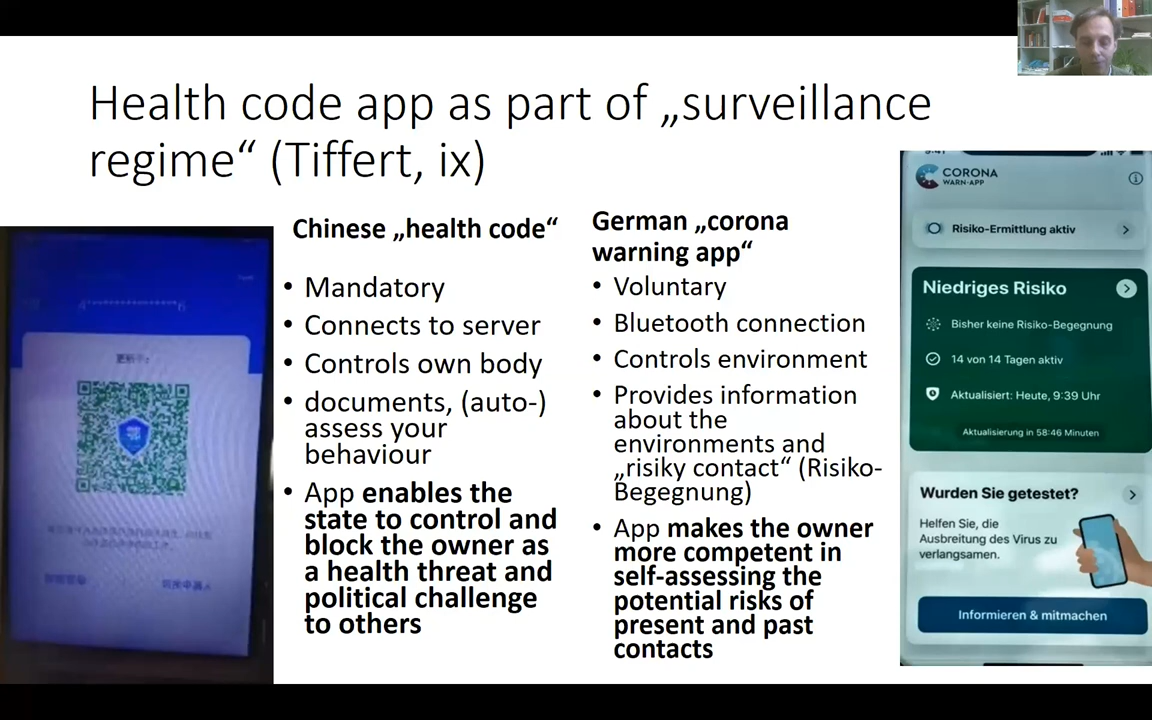 Health code app as part of „surveillance
regime“ (Tiffert, ix)
Chinese „health code“
• Mandatory
• Connects to server
• Controls own body
• documents, (auto-)
assess your
behaviour
• App enables the
state to control and
block the owner as
a health threat and
political challenge
to others
German „corona
warning app“
• Voluntary
• Bluetooth connection
• Controls environment
• Provides information
about the
environments and
„risiky contact“ (Risiko-
Begegnung)
• App makes the owner
more competent in
self-assessing the
potential risks of
present and past
contacts
CORONA
WARN-APP
Risiko-Ermittlung aktiv
Niedriges Risiko
Bisher keine Risiko-Begegnung
14 von 14 Tagen aktiv
Aktualisiert: Heute, 9:39 Uhr
Aktualisierung in 58:46 Minuten
Wurden Sie getestet?
Helfen Sie, die
Ausbreitung des Virus zu
verlangsamen.
Informieren & mitmachen